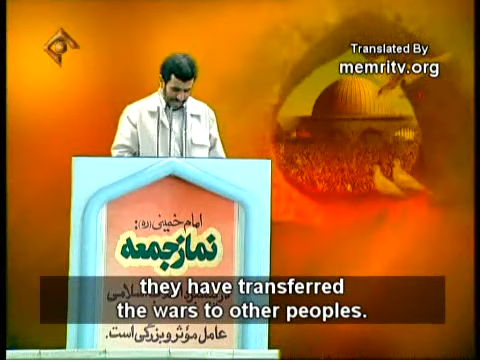 Translated By
memritv.org
امام خمینی (ره):
نماز جمعه
they have transferred
the wars to other peoples.
عامل مؤثر و بزرگی است.